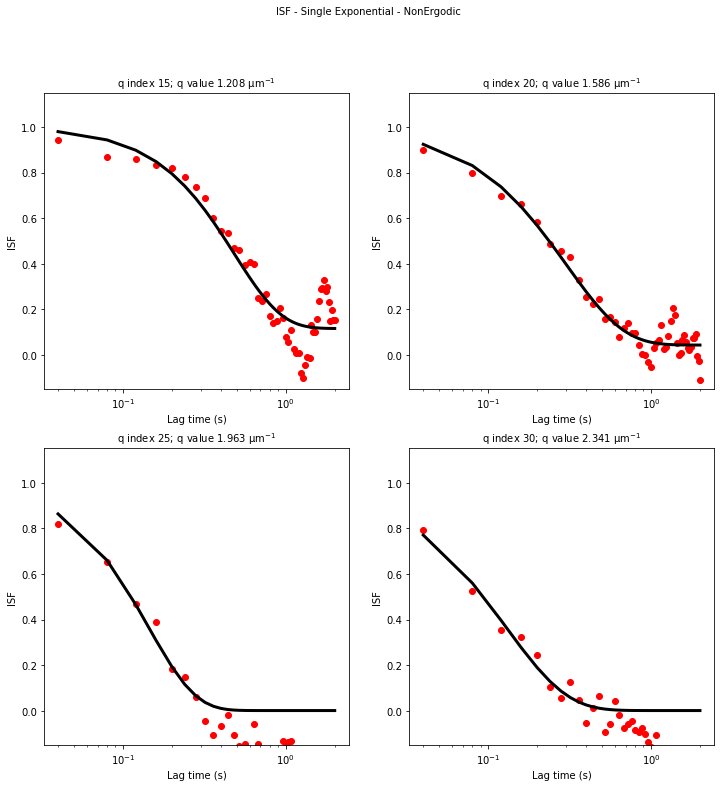 ISF - Single Exponential - NonErgodic
q index 15; q value 1.208 μm⁻¹
q index 20; q value 1.586 μm⁻¹
1.0
0.8
0.6
0.4
0.2
0.0
ISF
10⁻¹
10⁰
Lag time (s)
1.0
0.8
0.6
0.4
0.2
0.0
ISF
10⁻¹
10⁰
Lag time (s)
q index 25; q value 1.963 μm⁻¹
q index 30; q value 2.341 μm⁻¹
1.0
0.8
0.6
0.4
0.2
0.0
ISF
10⁻¹
10⁰
Lag time (s)
1.0
0.8
0.6
0.4
0.2
0.0
ISF
10⁻¹
10⁰
Lag time (s)